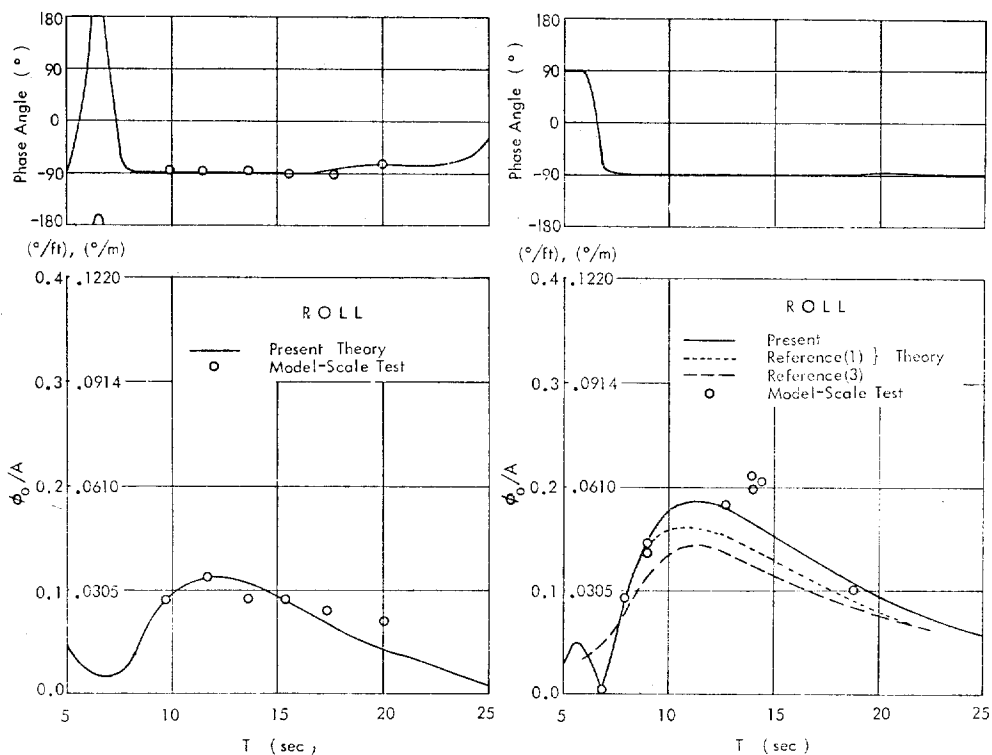 180
90
0
-90
-180
Phase Angle (°)
(°/ft), (°/m)
0.4
.1220
0.3
.0914
0.2
.0610
0.1
.0305
0.0
ϕ₀/A
ROLL
Present Theory
Model-Scale Test
5
10
15
20
25
T (sec,
180
90
0
-90
-180
Phase Angle (°)
(°/ft), (°/m)
0.4
.1220
0.3
.0914
0.2
.0610
0.1
.0305
0.0
ϕ₀/A
ROLL
Present
Reference(1) } Theory
Reference(3)
Model-Scale Test
5
10
15
20
25
T (sec)